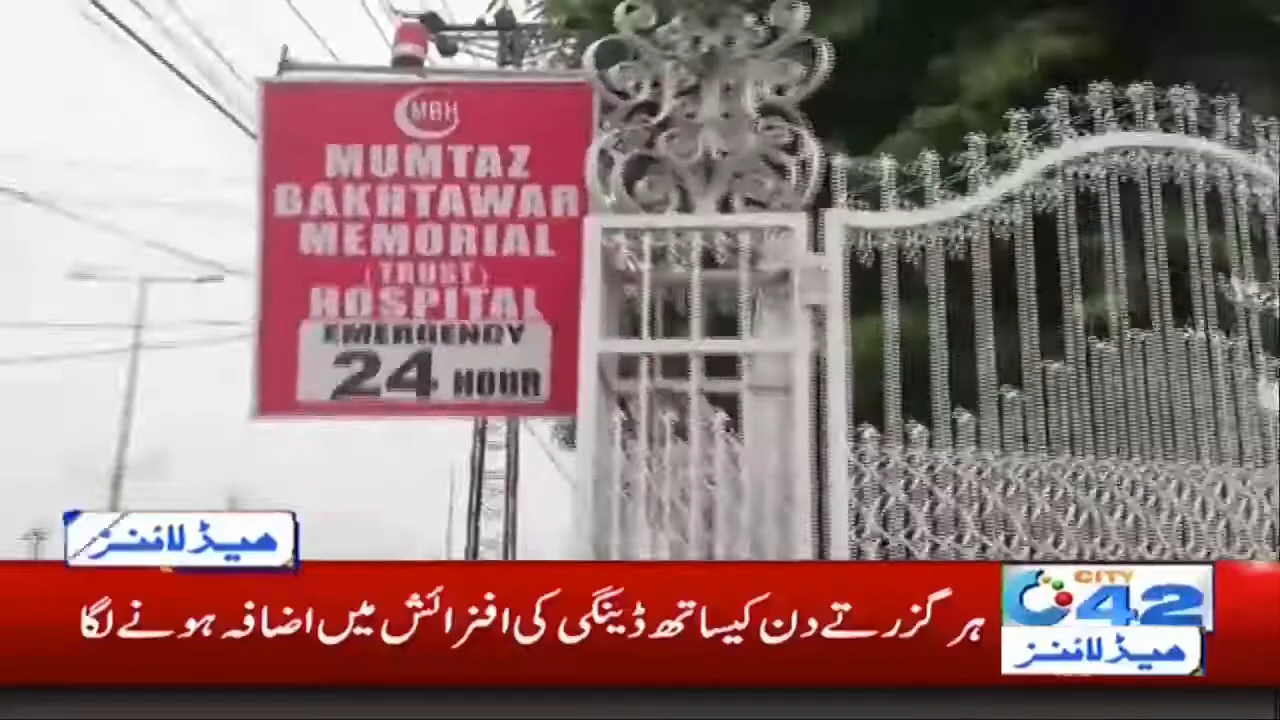 MBH
MUMTAZ
BAKHTAWAR
MEMORIAL
(TRUST)
HOSPITAL
EMERGENCY
24 HOUR
ہیڈلائنز
ہر گزرتے دن کیساتھ ڈینگی کی افزائش میں اضافہ ہونے لگا
CITY
42
ہیڈلائنز